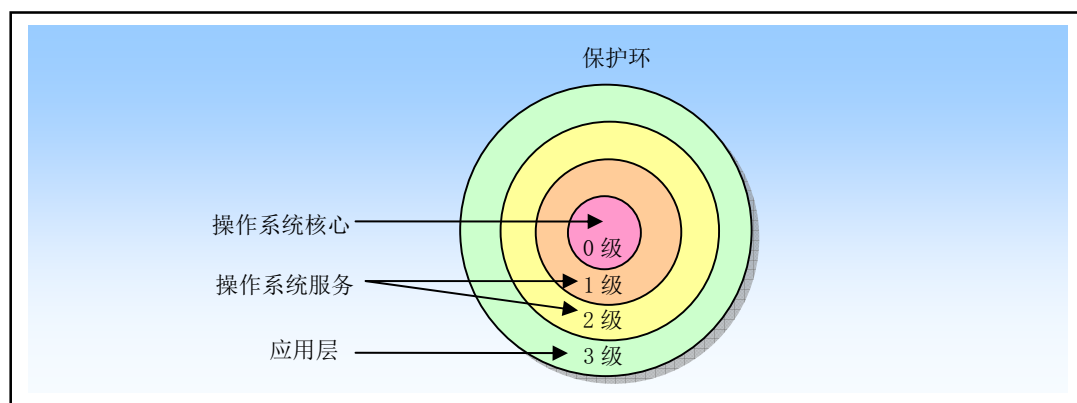 保护环
操作系统核心
0 级
操作系统服务
1 级
2 级
应用层
3 级